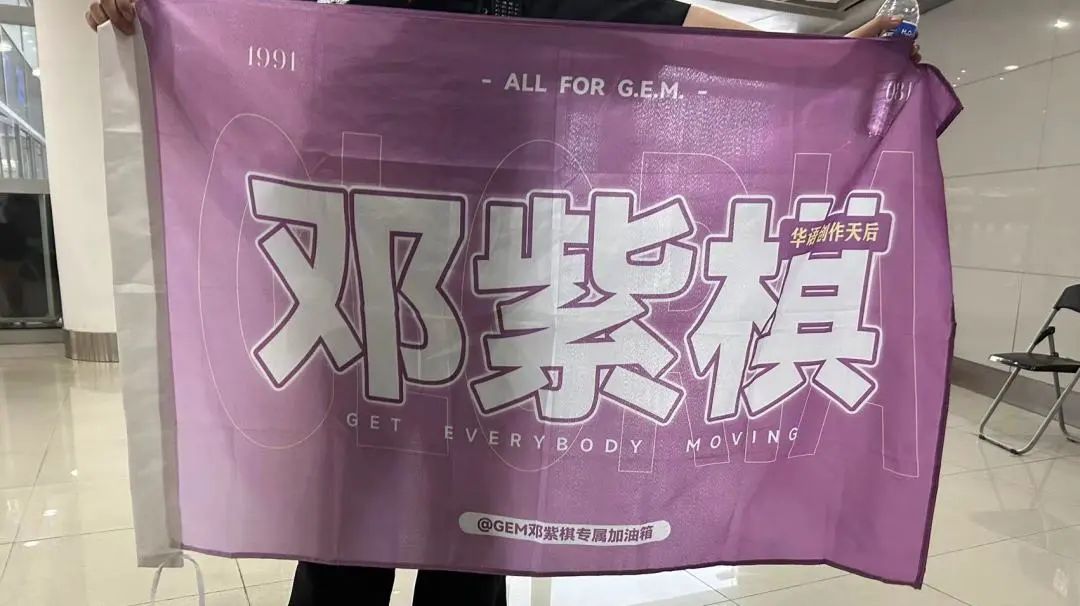 1991
- ALL FOR G.E.M. -
GLORIA
邓紫棋
华语创作天后
GET EVERYBODY MOVING
@GEM邓紫棋专属加油箱